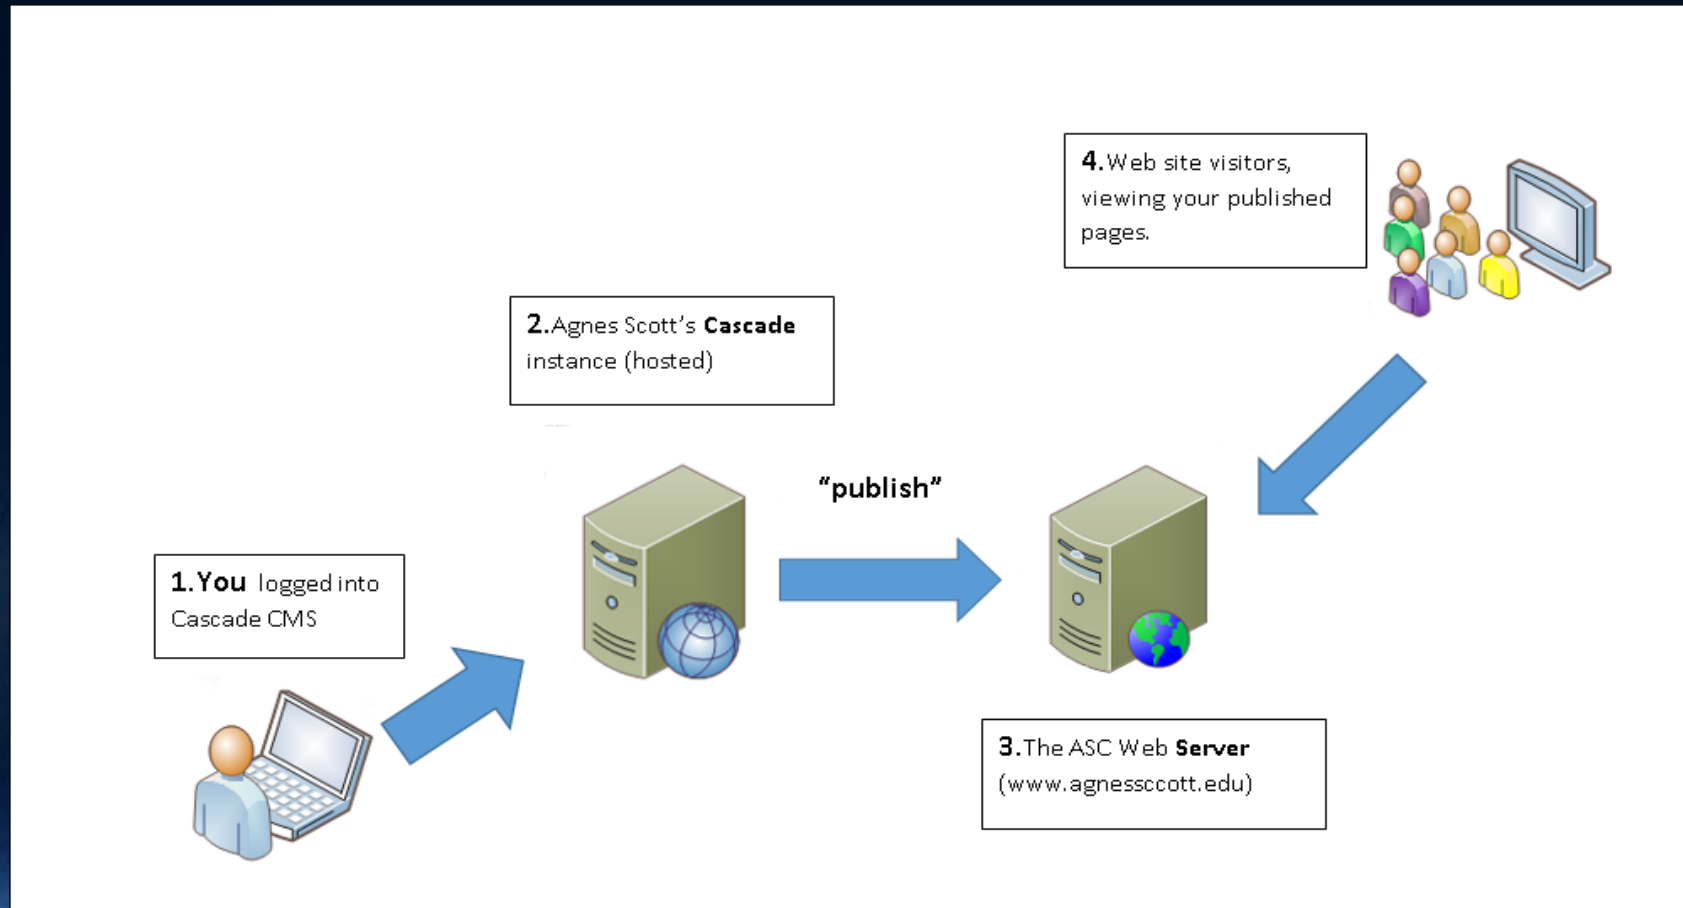 1.You logged into
Cascade CMS
2.Agnes Scott’s Cascade
instance (hosted)
“publish”
3.The ASC Web Server
(www.agnessccott.edu)
4.Web site visitors,
viewing your published
pages.